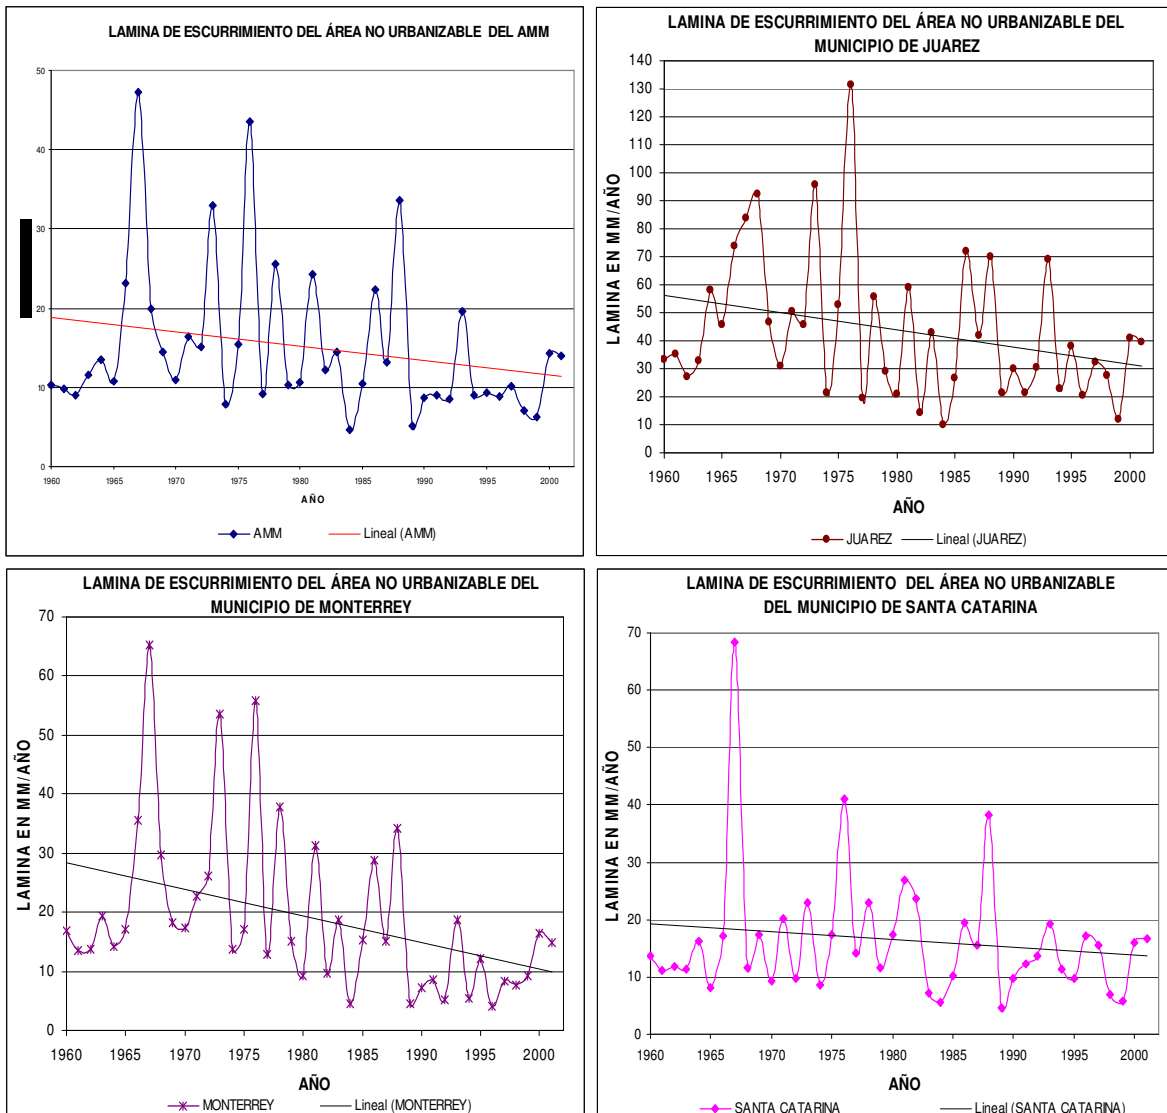 LAMINA DE ESCURRIMIENTO DEL ÁREA NO URBANIZABLE DEL AMM
50
40
30
20
10
0
1960 1965 1970 1975 1980 1985 1990 1995 2000
AÑO
AMM Lineal (AMM)
LAMINA DE ESCURRIMIENTO DEL ÁREA NO URBANIZABLE DEL
MUNICIPIO DE JUAREZ
LAMINA EN MM/AÑO
140
130
120
110
100
90
80
70
60
50
40
30
20
10
0
1960 1965 1970 1975 1980 1985 1990 1995 2000
AÑO
JUAREZ Lineal (JUAREZ)
LAMINA DE ESCURRIMIENTO DEL ÁREA NO URBANIZABLE DEL
MUNICIPIO DE MONTERREY
LAMINA EN MM/AÑO
70
60
50
40
30
20
10
0
1960 1965 1970 1975 1980 1985 1990 1995 2000
AÑO
MONTERREY Lineal (MONTERREY)
LAMINA DE ESCURRIMIENTO DEL ÁREA NO URBANIZABLE
DEL MUNICIPIO DE SANTA CATARINA
LAMINA EN MM/AÑO
70
60
50
40
30
20
10
0
1960 1965 1970 1975 1980 1985 1990 1995 2000
AÑO
SANTA CATARINA Lineal (SANTA CATARINA)